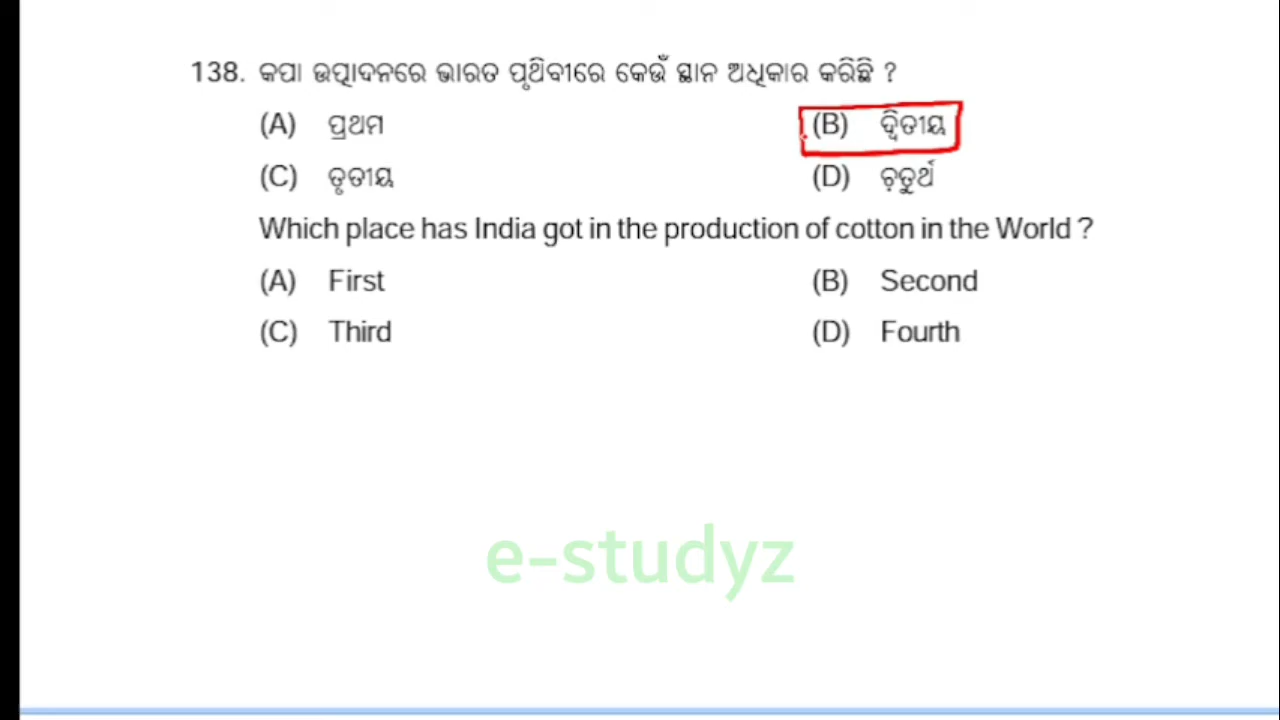 138. କପା ଉତ୍ପାଦନରେ ଭାରତ ପୃଥିବୀରେ କେଉଁ ସ୍ଥାନ ଅଧିକାର କରିଛି ?
(A) ପ୍ରଥମ (B) ଦ୍ୱିତୀୟ
(C) ତୃତୀୟ (D) ଚତୁର୍ଥ
Which place has India got in the production of cotton in the World ?
(A) First (B) Second
(C) Third (D) Fourth
e-studyz